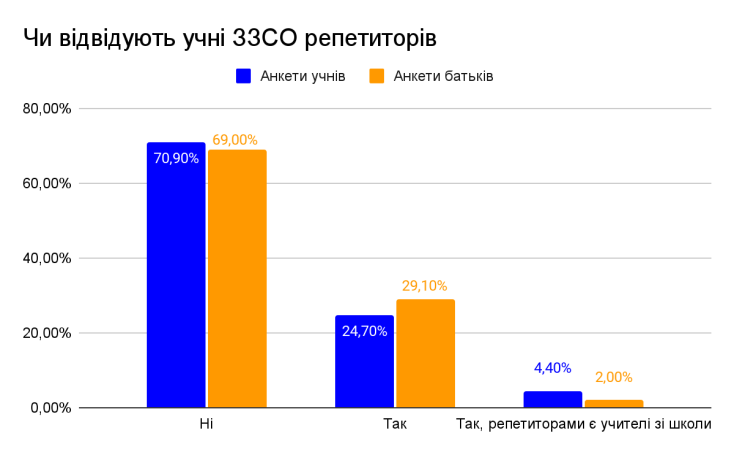 Чи відвідують учні ЗЗСО репетиторів
Анкети учнів Анкети батьків
80,00%
60,00%
40,00%
20,00%
0,00%
70,90% 69,00%
24,70% 29,10%
4,40% 2,00%
Ні Так Так, репетиторами є учителі зі школи